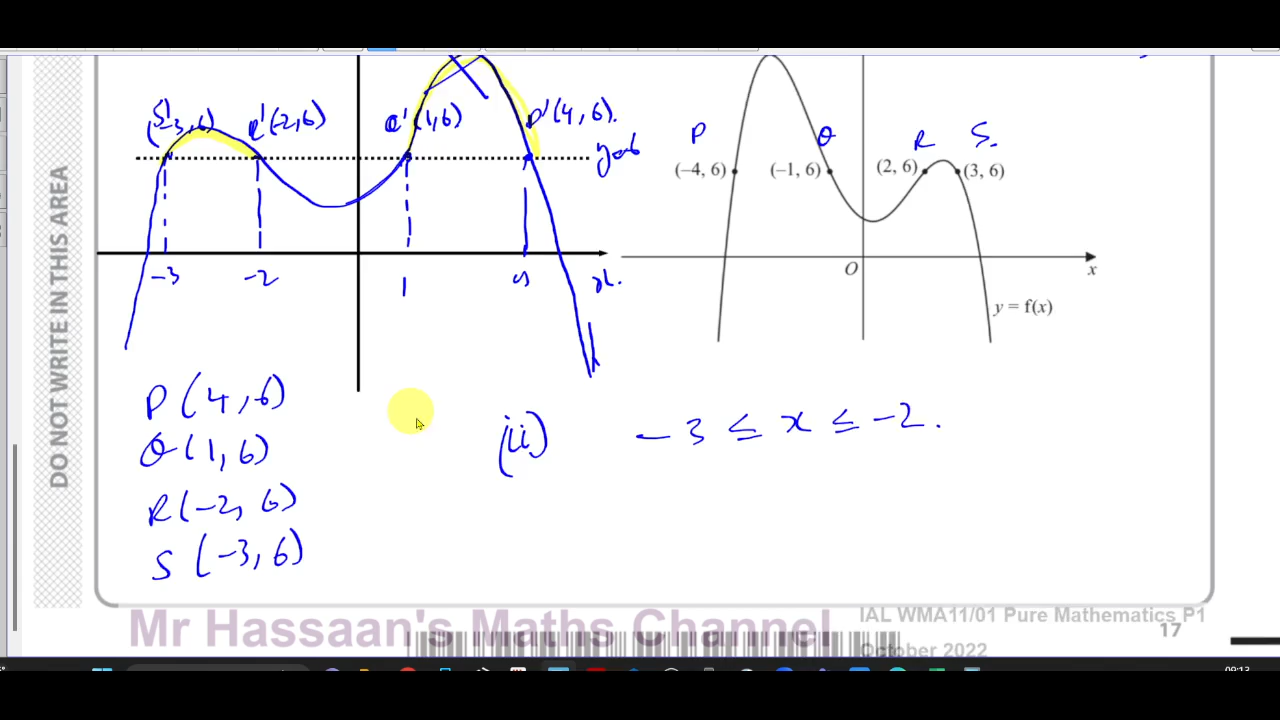 DO NOT WRITE IN THIS AREA
S'
(-3, 6)
R'(-2, 6)
Q'(1, 6)
P'(4, 6).
y=6
-3
-2
1
4
x.
P
Q
R
S.
(−4, 6)
(−1, 6)
(2, 6)
(3, 6)
O
x
y = f(x)
P (4, 6)
Q (1, 6)
R (-2, 6)
S (-3, 6)
(ii) -3 ≤ x ≤ -2.
Mr Hassaan's Maths Channel
IAL WMA11/01 Pure Mathematics P1
17
October 2022
09:13